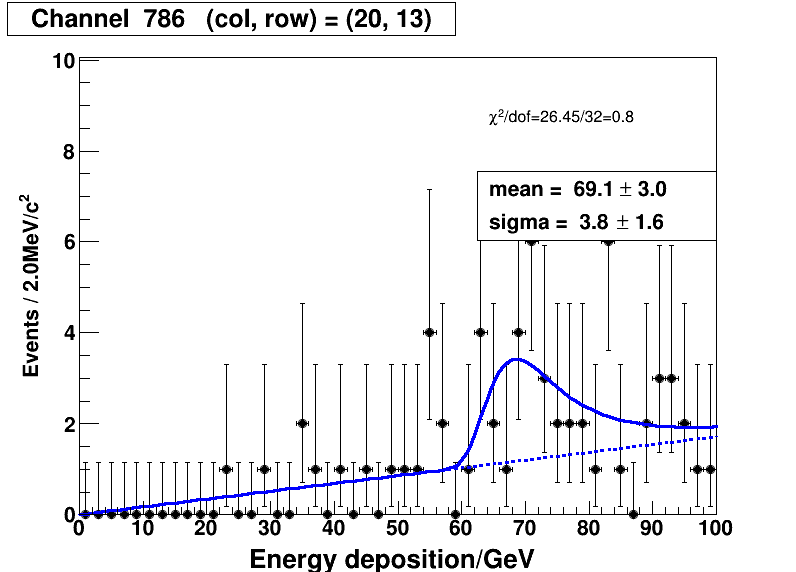 Channel 786 (col, row) = (20, 13)
χ²/dof=26.45/32=0.8
mean = 69.1 ± 3.0
sigma = 3.8 ± 1.6
Events / 2.0MeV/c²
10
8
6
4
2
0
0 10 20 30 40 50 60 70 80 90 100
Energy deposition/GeV